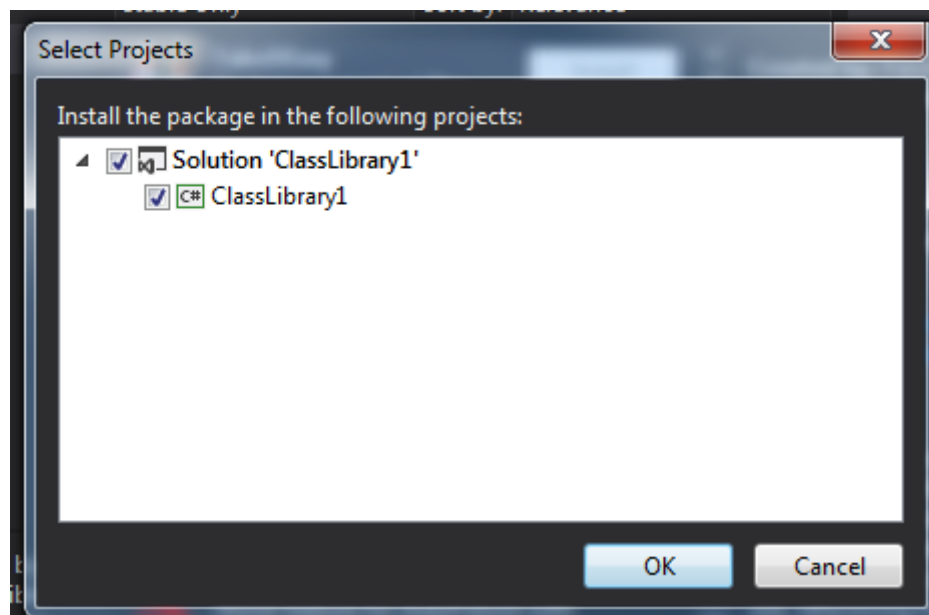 Select Projects
Install the package in the following projects:
Solution 'ClassLibrary1'
C# ClassLibrary1
OK Cancel